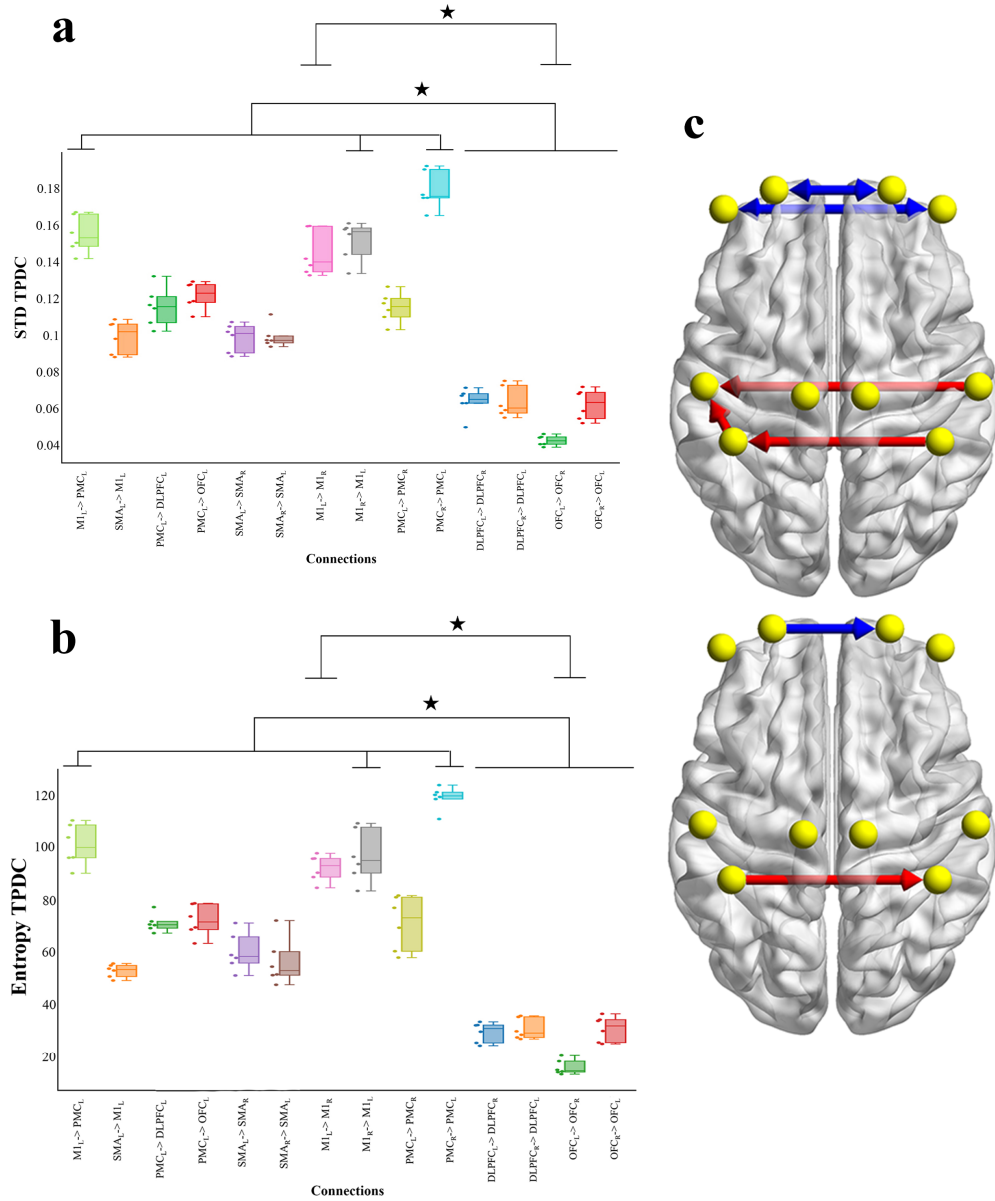 a
★
★
c
STD TPDC
0.18
0.16
0.14
0.12
0.1
0.08
0.06
0.04
M1L-> PMCL
SMAL-> M1L
PMCL-> DLPFCL
PMCL-> OFCL
SMAL-> SMAR
SMAR-> SMAL
M1L-> M1R
M1R-> M1L
PMCL-> PMCR
PMCR-> PMCL
DLPFCL-> DLPFCR
DLPFCR-> DLPFCL
OFCL-> OFCR
OFCR-> OFCL
Connections
b
★
★
Entropy TPDC
120
100
80
60
40
20
M1L-> PMCL
SMAL-> M1L
PMCL-> DLPFCL
PMCL-> OFCL
SMAL-> SMAR
SMAR-> SMAL
M1L-> M1R
M1R-> M1L
PMCL-> PMCR
PMCR-> PMCL
DLPFCL-> DLPFCR
DLPFCR-> DLPFCL
OFCL-> OFCR
OFCR-> OFCL
Connections